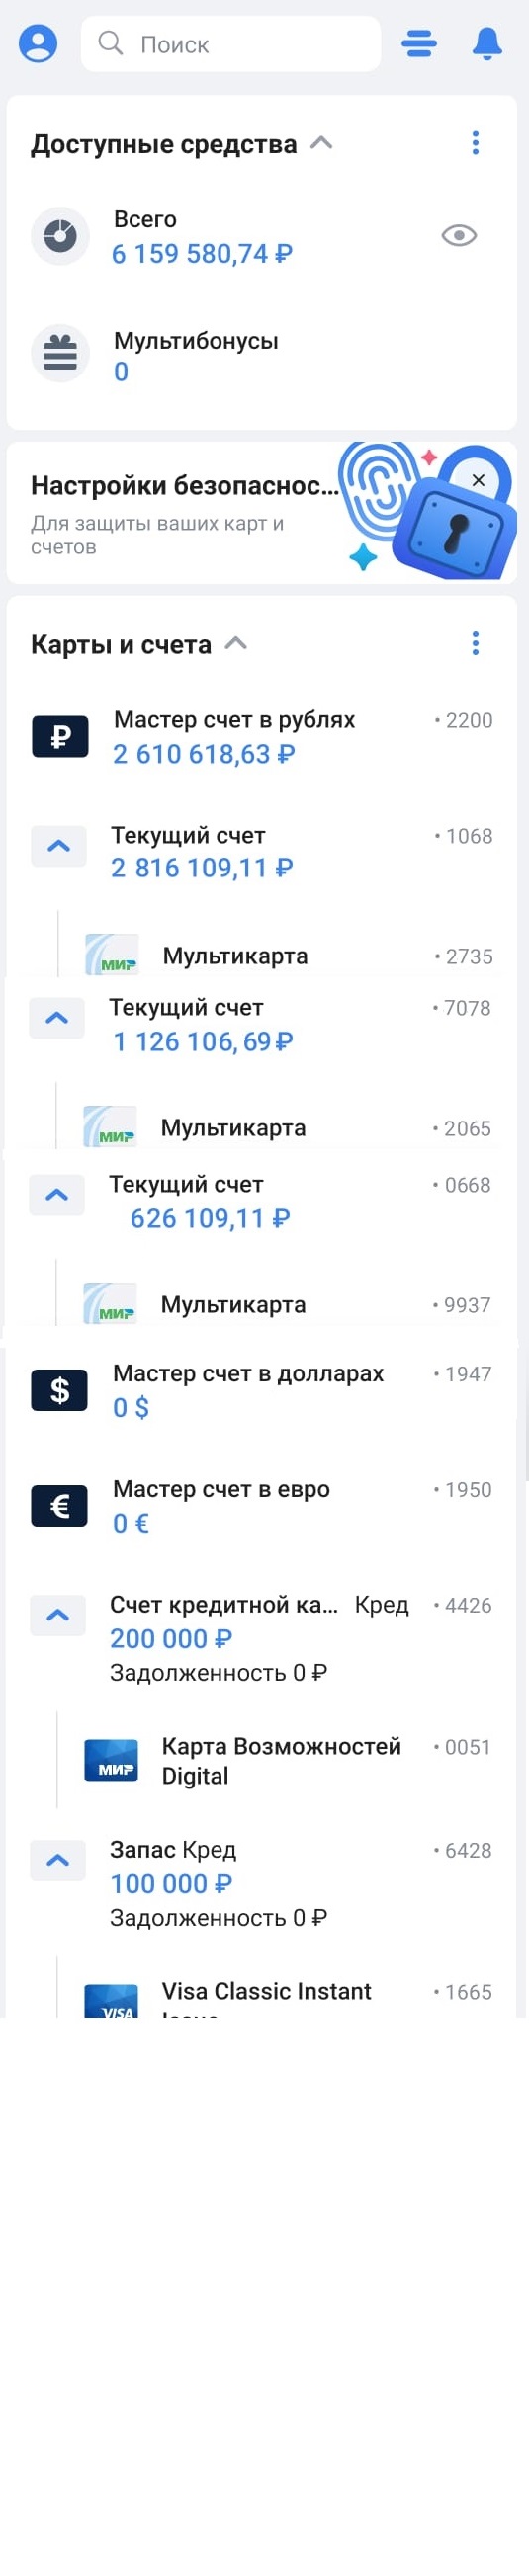 Поиск
Доступные средства
Всего
6 159 580,74 ₽
Мультибонусы
0
Настройки безопаснос...
Для защиты ваших карт и
счетов
Карты и счета
Мастер счет в рублях • 2200
₽
2 610 618,63 ₽
Текущий счет • 1068
2 816 109,11 ₽
МИР Мультикарта • 2735
Текущий счет • 7078
1 126 106,69 ₽
МИР Мультикарта • 2065
Текущий счет • 0668
626 109,11 ₽
МИР Мультикарта • 9937
Мастер счет в долларах • 1947
$
0 $
Мастер счет в евро • 1950
€
0 €
Счет кредитной ка... Кред • 4426
200 000 ₽
Задолженность 0 ₽
Карта Возможностей • 0051
МИР
Digital
Запас Кред • 6428
100 000 ₽
Задолженность 0 ₽
Visa Classic Instant • 1665
VISA